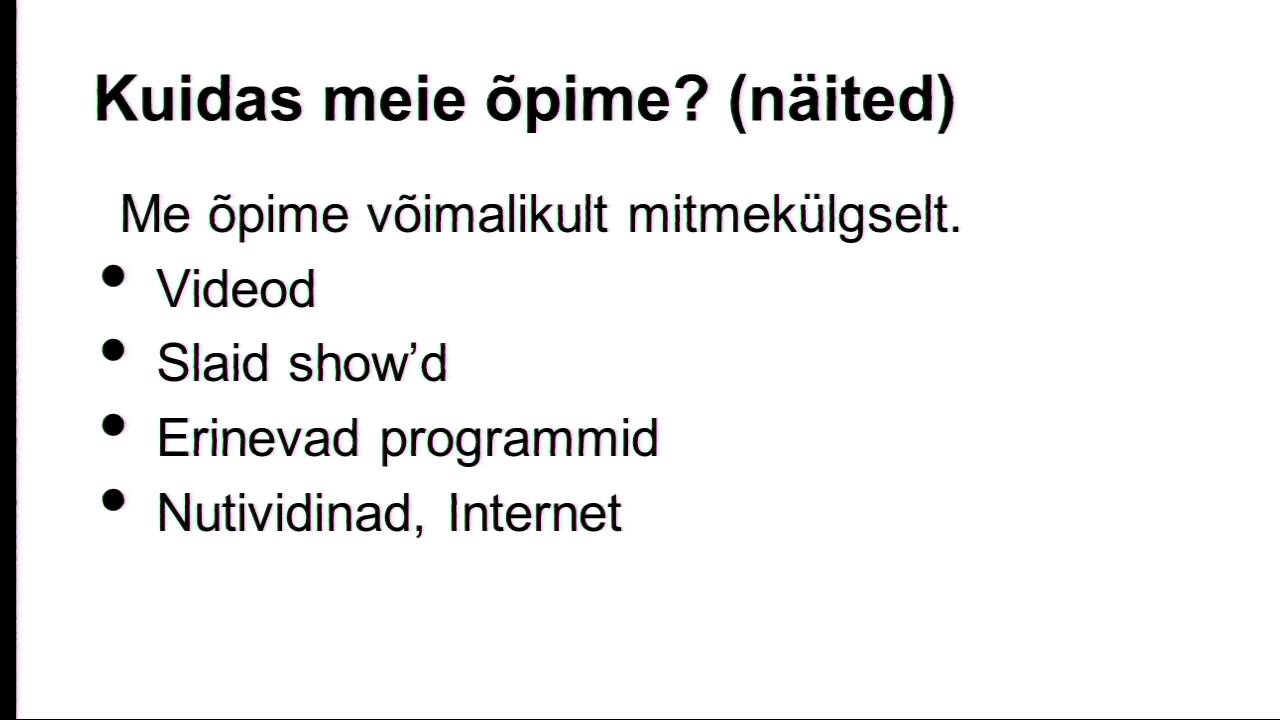 Kuidas meie õpime? (näited)
Me õpime võimalikult mitmekülgselt.
• Videod
• Slaid show’d
• Erinevad programmid
• Nutividinad, Internet